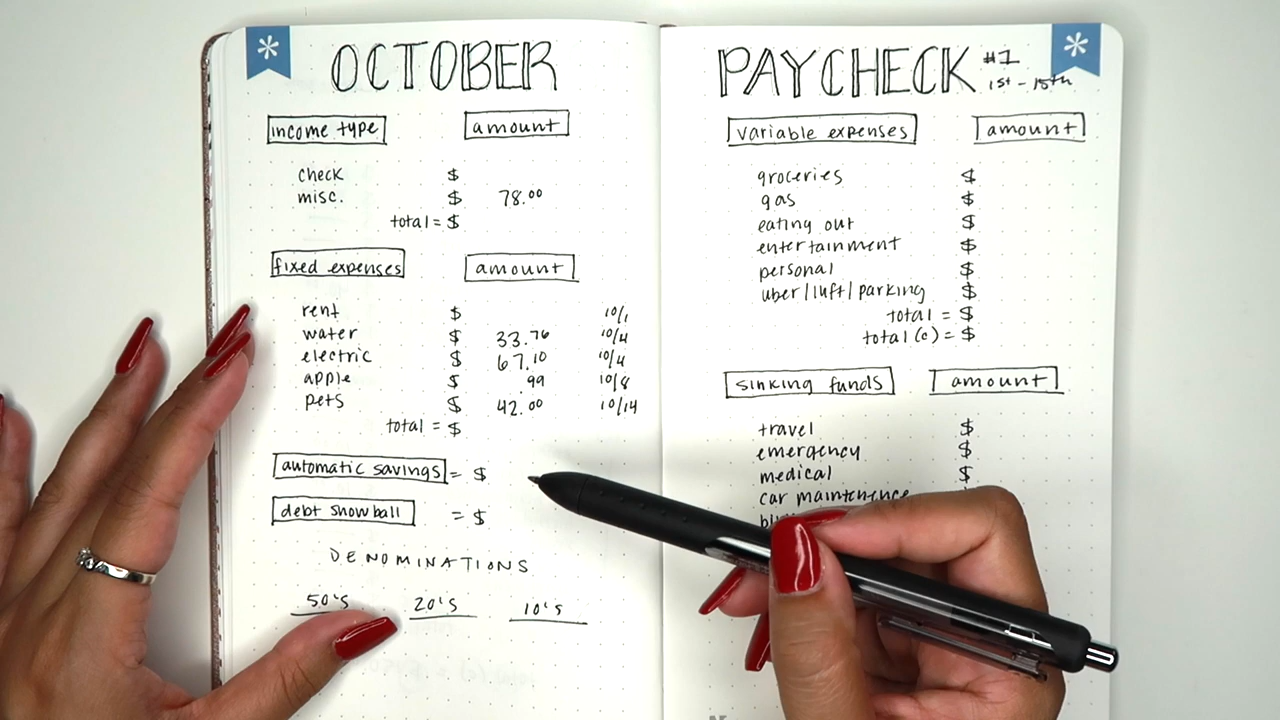 OCTOBER
income type amount
check $
misc. $ 78.00
total = $
fixed expenses amount
rent $ 10/1
water $ 33.76 10/4
electric $ 67.10 10/4
apple $ .99 10/8
pets $ 42.00 10/14
total = $
automatic savings = $
debt snowball = $
DENOMINATIONS
50's 20's 10's
PAYCHECK #1
1st - 15th
variable expenses amount
groceries $
gas $
eating out $
entertainment $
personal $
uber/lyft/parking $
total = $
total (c) = $
sinking funds amount
travel $
emergency $
medical $
car maintenence